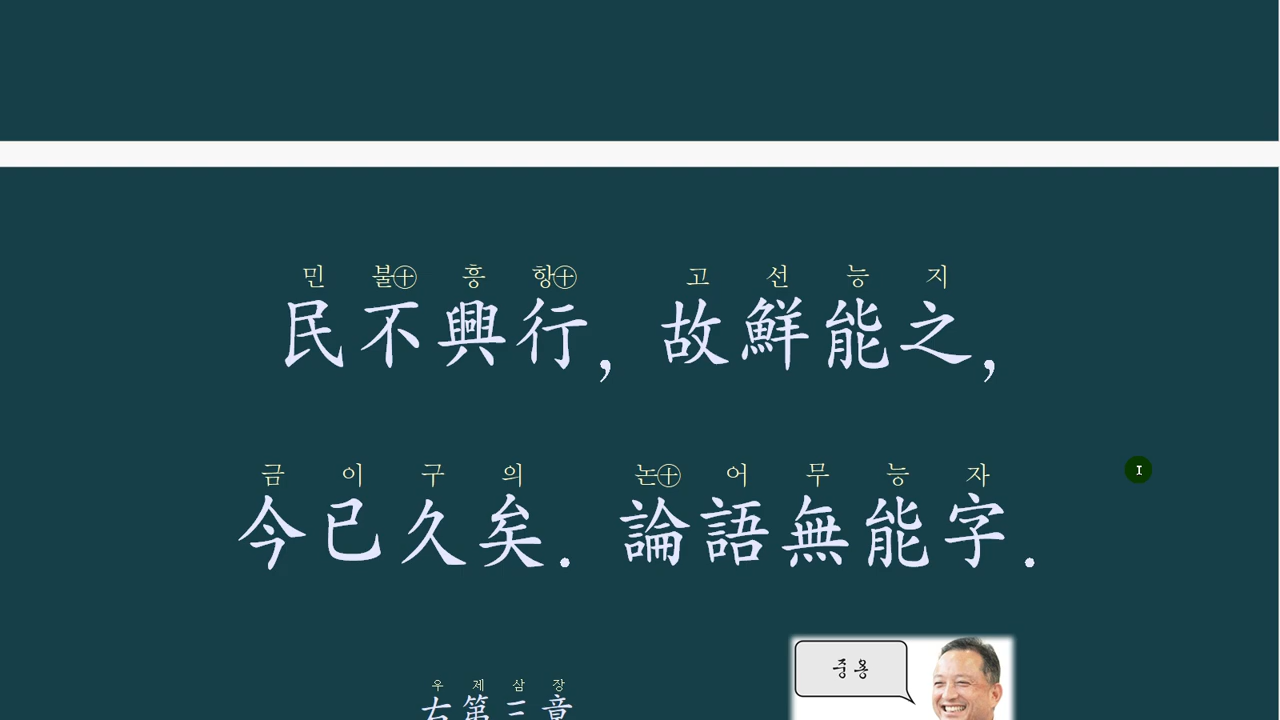 민 불㊉ 흥 항㊉ 고 선 능 지
民不興行, 故鮮能之,
금 이 구 의 논㊉ 어 무 능 자
今已久矣. 論語無能字.
우 제 삼 장
右第三章
중용